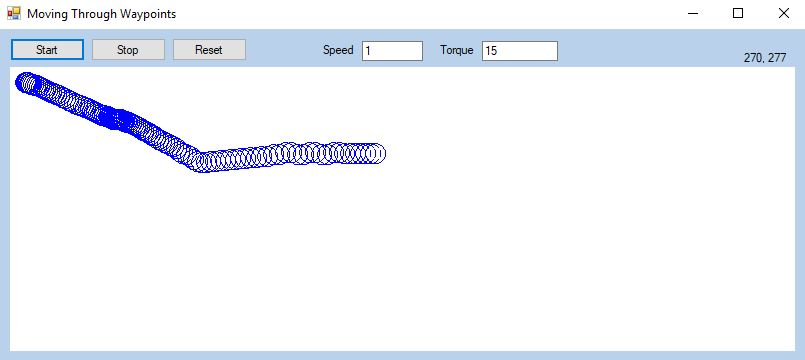 Moving Through Waypoints
Start Stop Reset Speed 1 Torque 15
270, 277